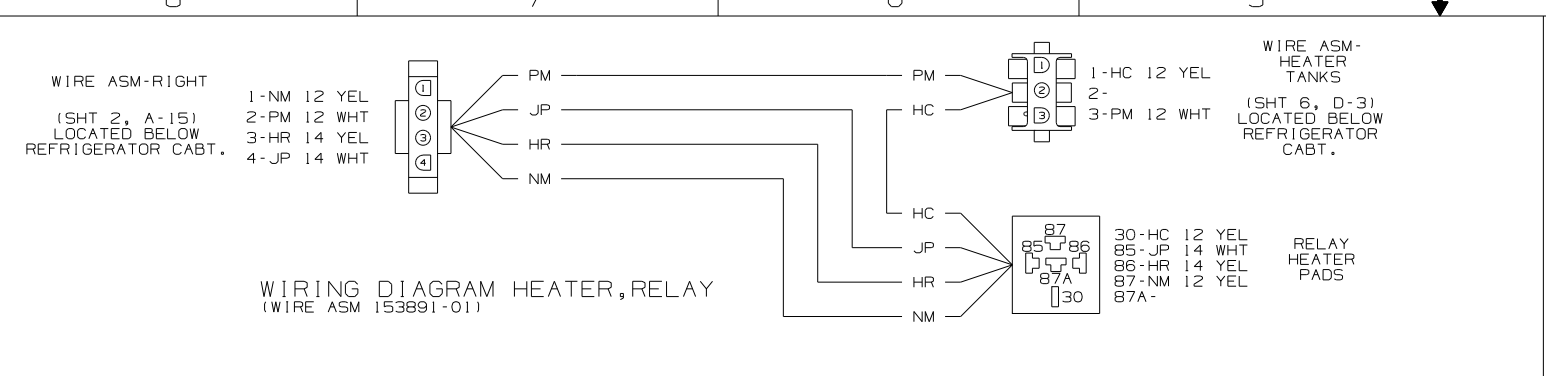 WIRE ASM-RIGHT
(SHT 2, A-15)
LOCATED BELOW
REFRIGERATOR CABT.
1-NM 12 YEL
2-PM 12 WHT
3-HR 14 YEL
4-JP 14 WHT
1
2
3
4
PM
JP
HR
NM
PM
HC
1
2
3
1-HC 12 YEL
2-
3-PM 12 WHT
WIRE ASM-
HEATER
TANKS
(SHT 6, D-3)
LOCATED BELOW
REFRIGERATOR
CABT.
HC
JP
HR
NM
87
85 86
87A
30
30-HC 12 YEL
85-JP 14 WHT
86-HR 14 YEL
87-NM 12 YEL
87A-
RELAY
HEATER
PADS
WIRING DIAGRAM HEATER,RELAY
(WIRE ASM 153891-01)